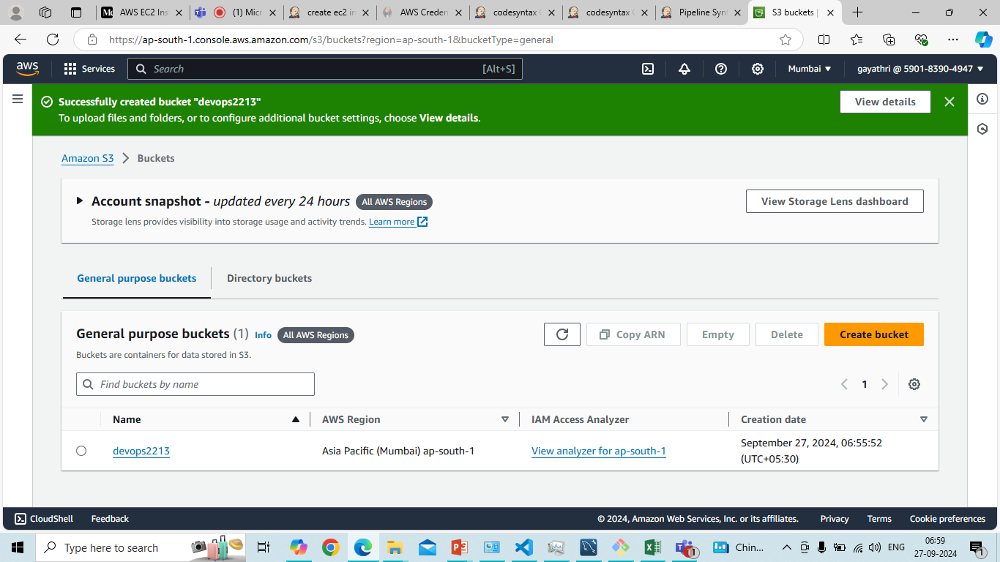 AWS EC2 Ins
(1) Micr
create ec2 in
AWS Creden
codesyntax
codesyntax
Pipeline Syn
S3 buckets |
https://ap-south-1.console.aws.amazon.com/s3/buckets?region=ap-south-1&bucketType=general
aws
Services
Search
[Alt+S]
Mumbai
gayathri @ 5901-8390-4947
Successfully created bucket "devops2213"
To upload files and folders, or to configure additional bucket settings, choose View details.
View details
Amazon S3
Buckets
Account snapshot - updated every 24 hours
All AWS Regions
View Storage Lens dashboard
Storage lens provides visibility into storage usage and activity trends. Learn more
General purpose buckets
Directory buckets
General purpose buckets (1)
Info
All AWS Regions
Copy ARN
Empty
Delete
Create bucket
Buckets are containers for data stored in S3.
Find buckets by name
1
Name
AWS Region
IAM Access Analyzer
Creation date
devops2213
Asia Pacific (Mumbai) ap-south-1
View analyzer for ap-south-1
September 27, 2024, 06:55:52
(UTC+05:30)
CloudShell
Feedback
© 2024, Amazon Web Services, Inc. or its affiliates.
Privacy
Terms
Cookie preferences
Type here to search
Chin...
ENG
06:59
27-09-2024